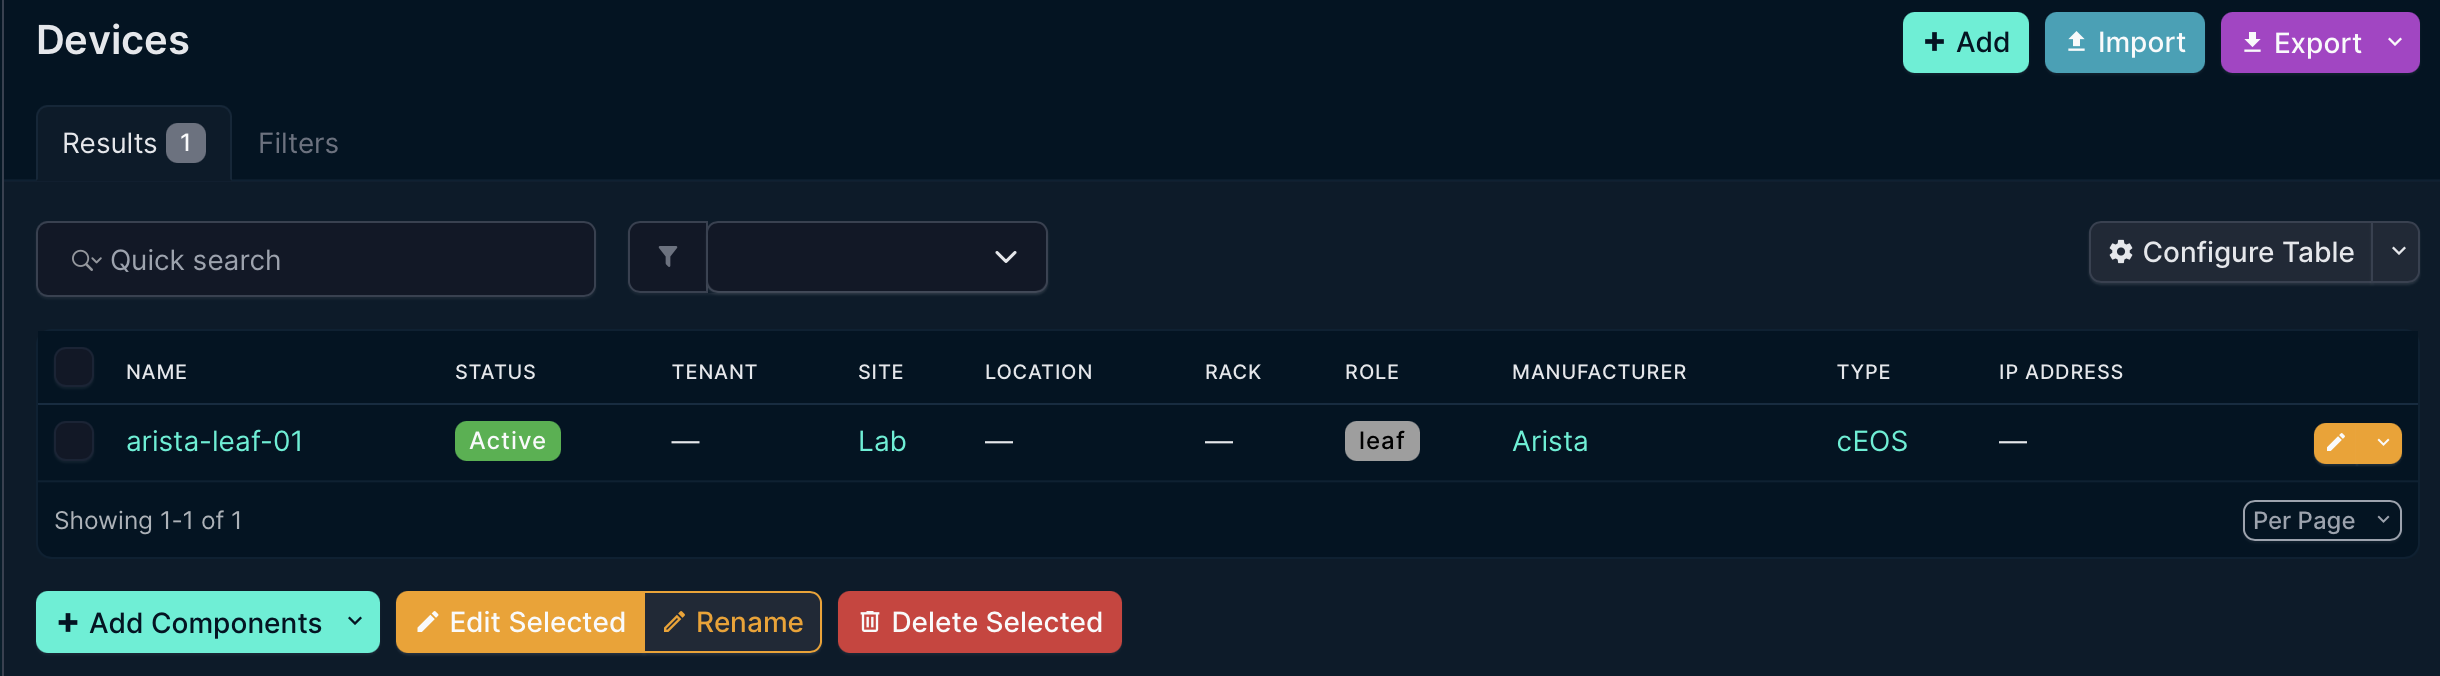 Devices
+ Add Import Export
Results 1 Filters
Quick search
Configure Table
NAME STATUS TENANT SITE LOCATION RACK ROLE MANUFACTURER TYPE IP ADDRESS
arista-leaf-01 Active — Lab — — leaf Arista cEOS —
Showing 1-1 of 1 Per Page
+ Add Components Edit Selected Rename Delete Selected